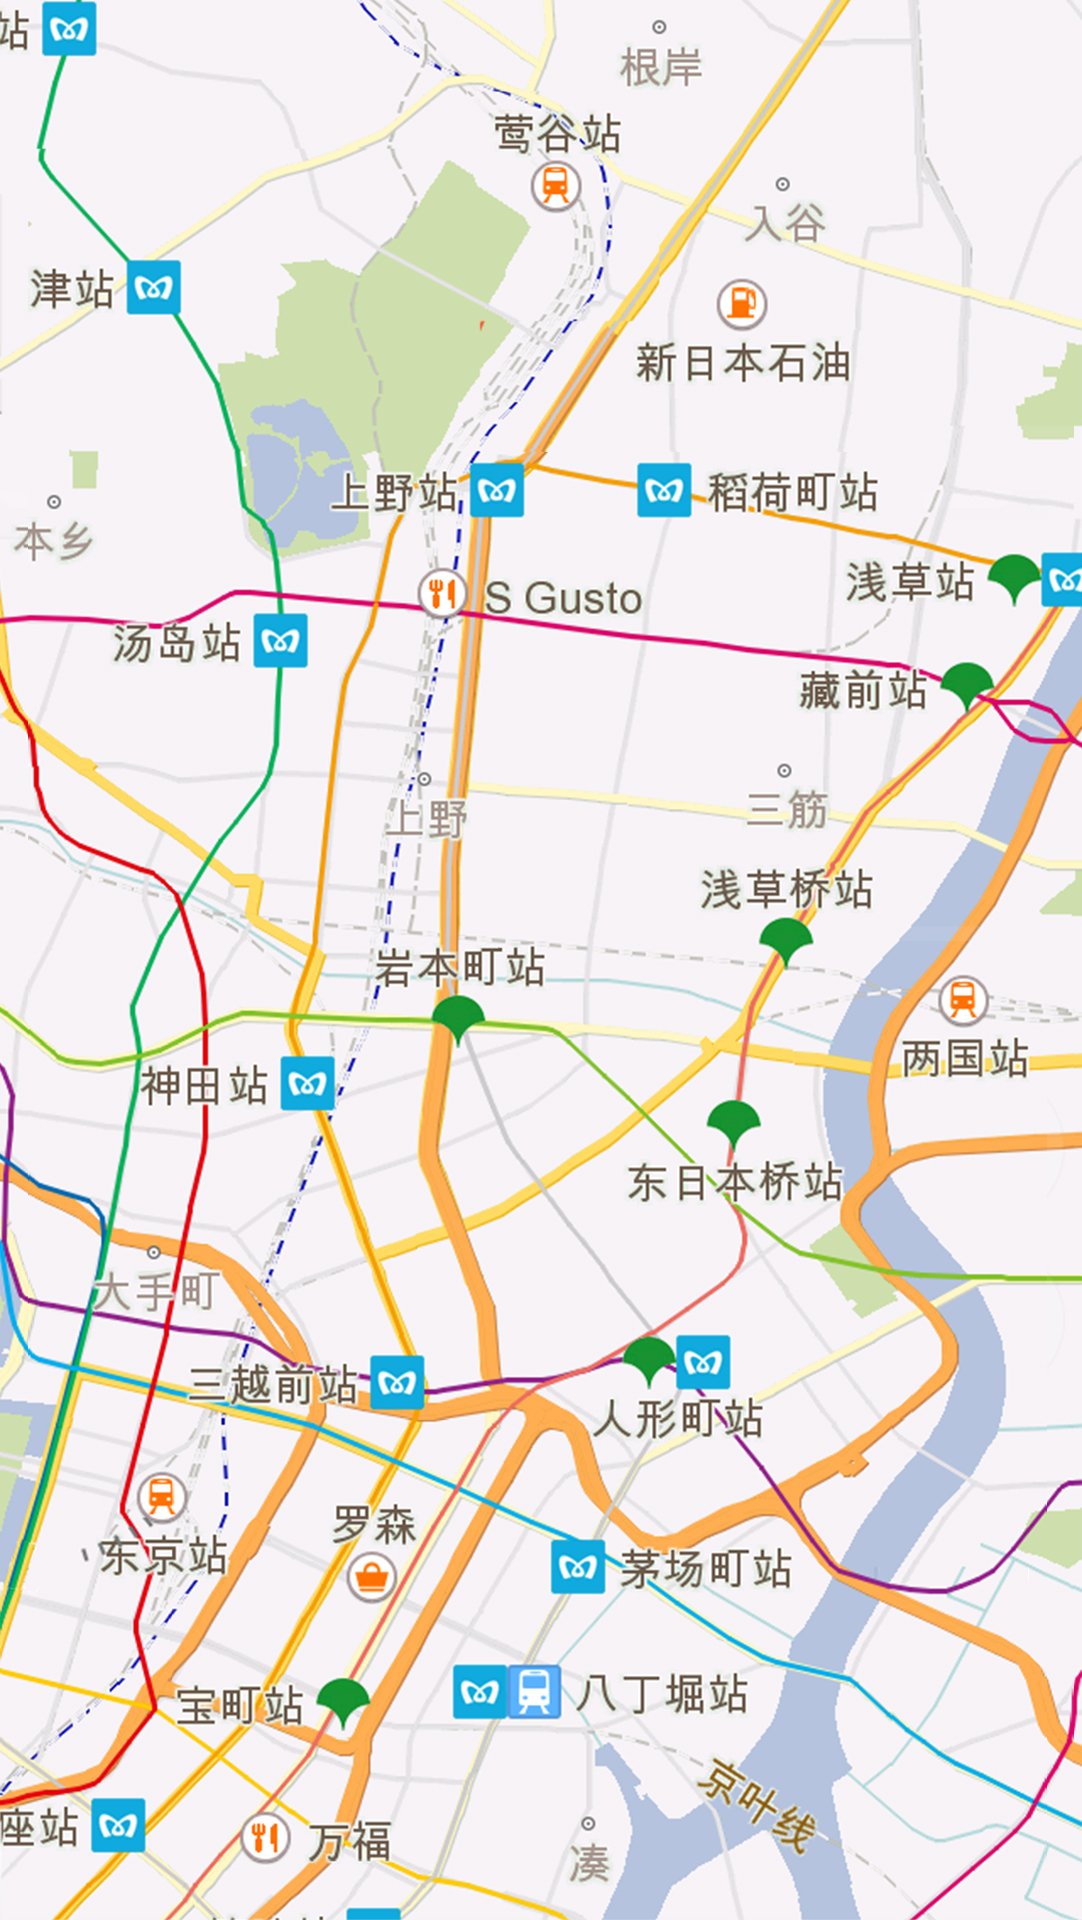 站
根岸
莺谷站
入谷
津站
新日本石油
上野站
稻荷町站
本乡
浅草站
S Gusto
汤岛站
藏前站
上野
三筋
浅草桥站
岩本町站
两国站
神田站
东日本桥站
大手町
三越前站
人形町站
罗森
东京站
茅场町站
宝町站
八丁堀站
京叶线
座站
万福
凑